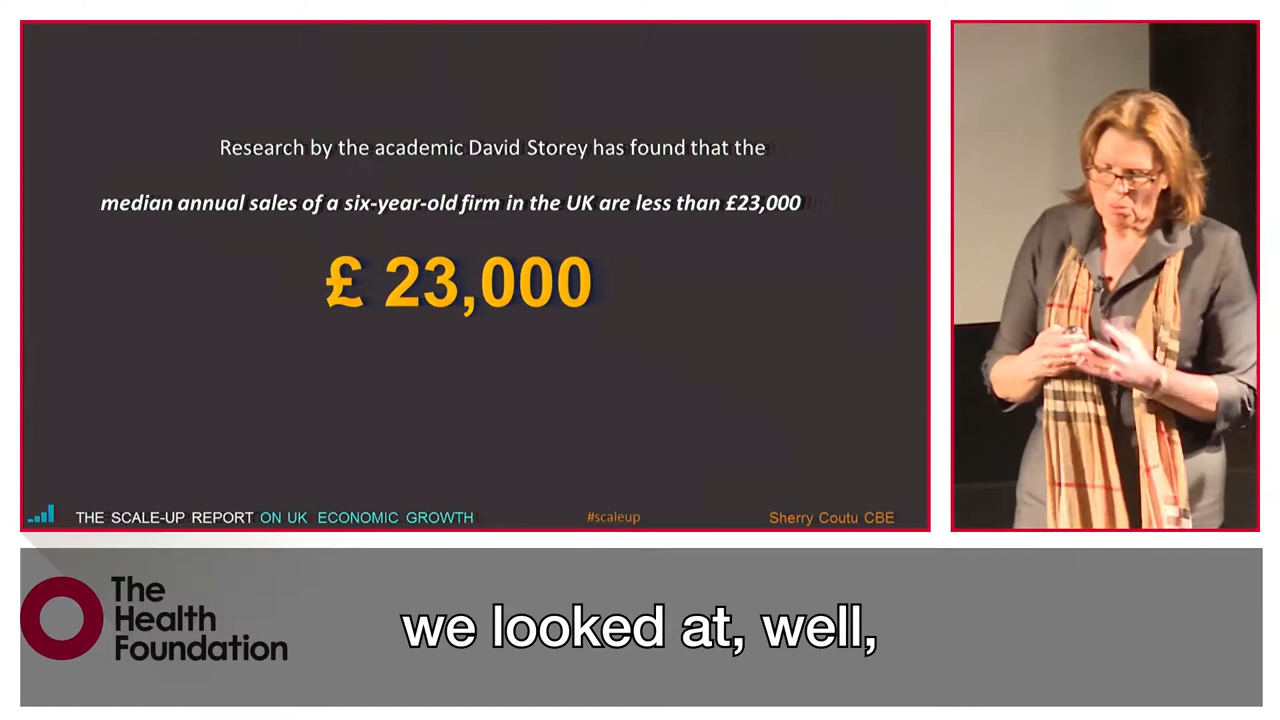 Research by the academic David Storey has found that the
median annual sales of a six-year-old firm in the UK are less than £23,000
£ 23,000
THE SCALE-UP REPORT ON UK ECONOMIC GROWTH
#scaleup
Sherry Coutu CBE
The
Health
Foundation
we looked at, well,